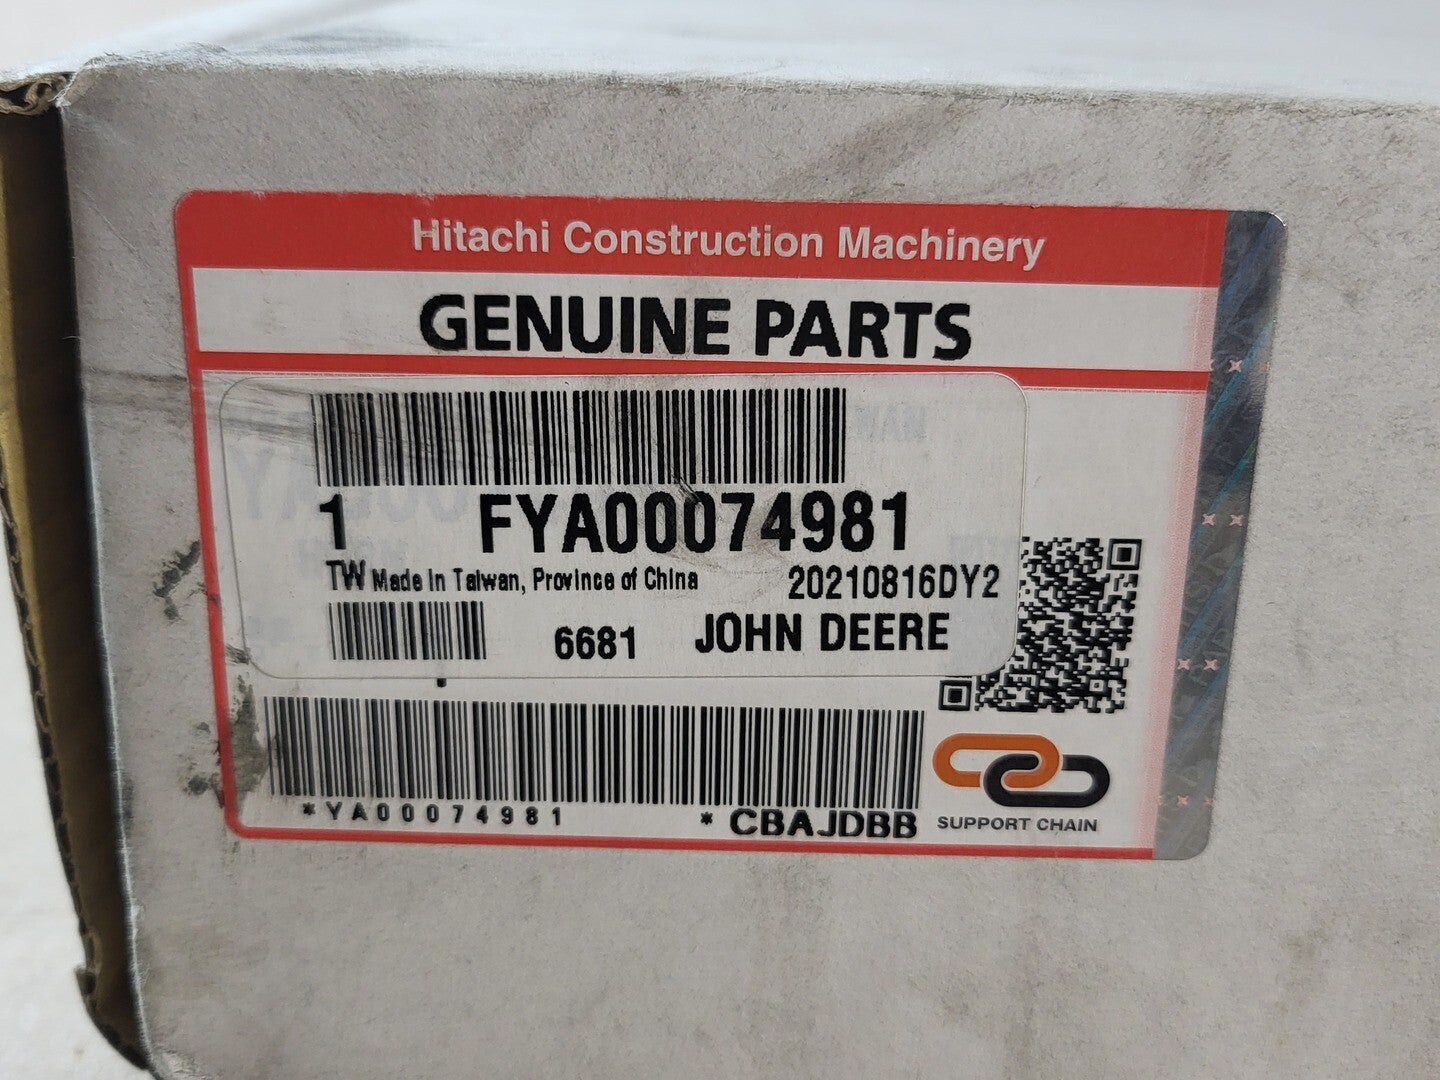 Hitachi Construction Machinery
GENUINE PARTS
1 FYA00074981
TW Made in Taiwan, Province of China 20210816DY2
6681 JOHN DEERE
*YA00074981 * CBAJDBB
SUPPORT CHAIN